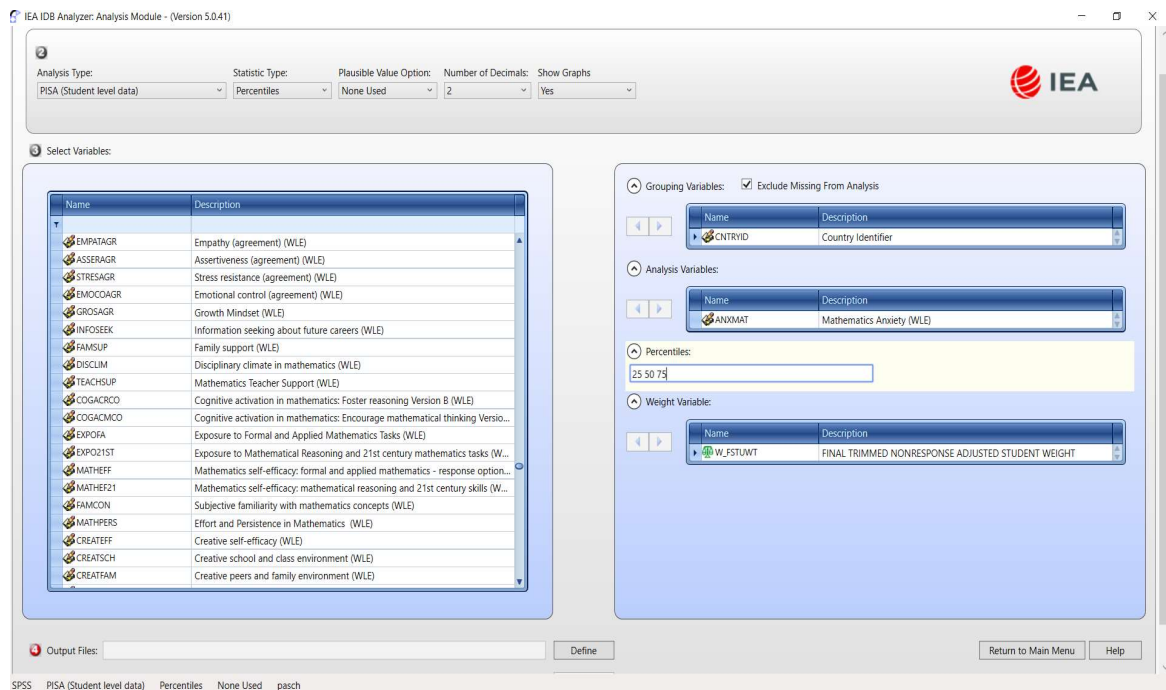 IEA IDB Analyzer: Analysis Module - (Version 5.0.41)
2
Analysis Type: Statistic Type: Plausible Value Option: Number of Decimals: Show Graphs
PISA (Student level data) Percentiles None Used 2 Yes
IEA
3 Select Variables:
Name Description
EMPATAGR Empathy (agreement) (WLE)
ASSERAGR Assertiveness (agreement) (WLE)
STRESAGR Stress resistance (agreement) (WLE)
EMOCOAGR Emotional control (agreement) (WLE)
GROSAGR Growth Mindset (WLE)
INFOSEEK Information seeking about future careers (WLE)
FAMSUP Family support (WLE)
DISCLIM Disciplinary climate in mathematics (WLE)
TEACHSUP Mathematics Teacher Support (WLE)
COGACRCO Cognitive activation in mathematics: Foster reasoning Version B (WLE)
COGACMCO Cognitive activation in mathematics: Encourage mathematical thinking Versio...
EXPOFA Exposure to Formal and Applied Mathematics Tasks (WLE)
EXPO21ST Exposure to Mathematical Reasoning and 21st century mathematics tasks (W...
MATHEFF Mathematics self-efficacy: formal and applied mathematics - response option...
MATHEF21 Mathematics self-efficacy: mathematical reasoning and 21st century skills (W...
FAMCON Subjective familiarity with mathematics concepts (WLE)
MATHPERS Effort and Persistence in Mathematics (WLE)
CREATEFF Creative self-efficacy (WLE)
CREATSCH Creative school and class environment (WLE)
CREATFAM Creative peers and family environment (WLE)
Grouping Variables: Exclude Missing From Analysis
Name Description
CNTRYID Country Identifier
Analysis Variables:
Name Description
ANXMAT Mathematics Anxiety (WLE)
Percentiles:
25 50 75
Weight Variable:
Name Description
W_FSTUWT FINAL TRIMMED NONRESPONSE ADJUSTED STUDENT WEIGHT
4 Output Files: Define Return to Main Menu Help
SPSS PISA (Student level data) Percentiles None Used pasch